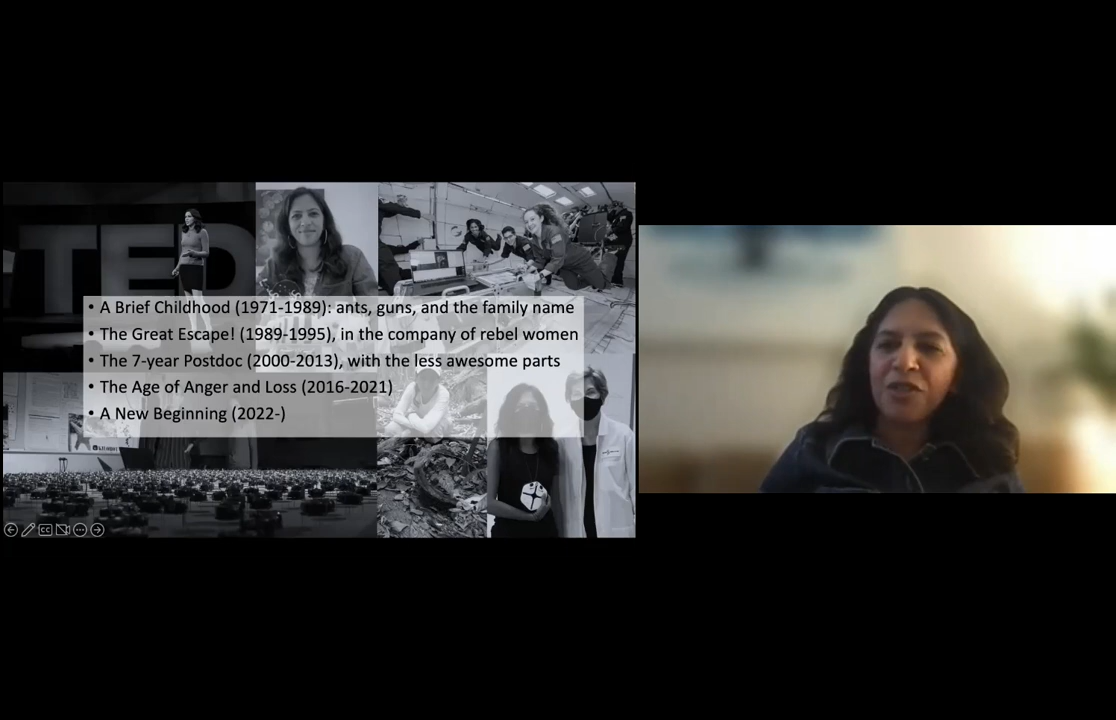 TED
• A Brief Childhood (1971-1989): ants, guns, and the family name
• The Great Escape! (1989-1995), in the company of rebel women
• The 7-year Postdoc (2000-2013), with the less awesome parts
• The Age of Anger and Loss (2016-2021)
• A New Beginning (2022-)
CC